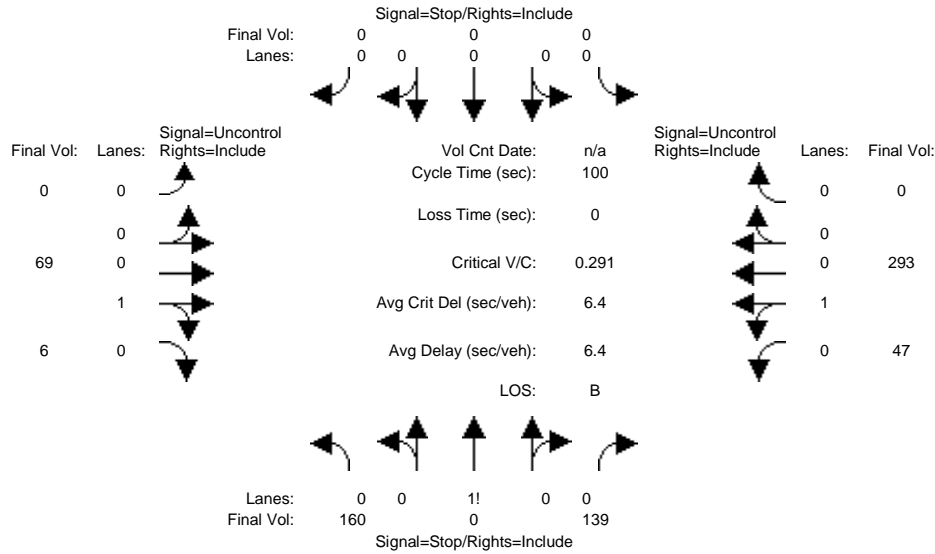 Signal=Stop/Rights=Include
Final Vol: 0 0 0
Lanes: 0 0 0 0 0
Signal=Uncontrol Signal=Uncontrol
Final Vol: Lanes: Rights=Include Vol Cnt Date: n/a Rights=Include Lanes: Final Vol:
Cycle Time (sec): 100
0 0 0 0
Loss Time (sec): 0
0 0
69 0 Critical V/C: 0.291 0 293
1 Avg Crit Del (sec/veh): 6.4 1
6 0 Avg Delay (sec/veh): 6.4 0 47
LOS: B
Lanes: 0 0 1! 0 0
Final Vol: 160 0 139
Signal=Stop/Rights=Include